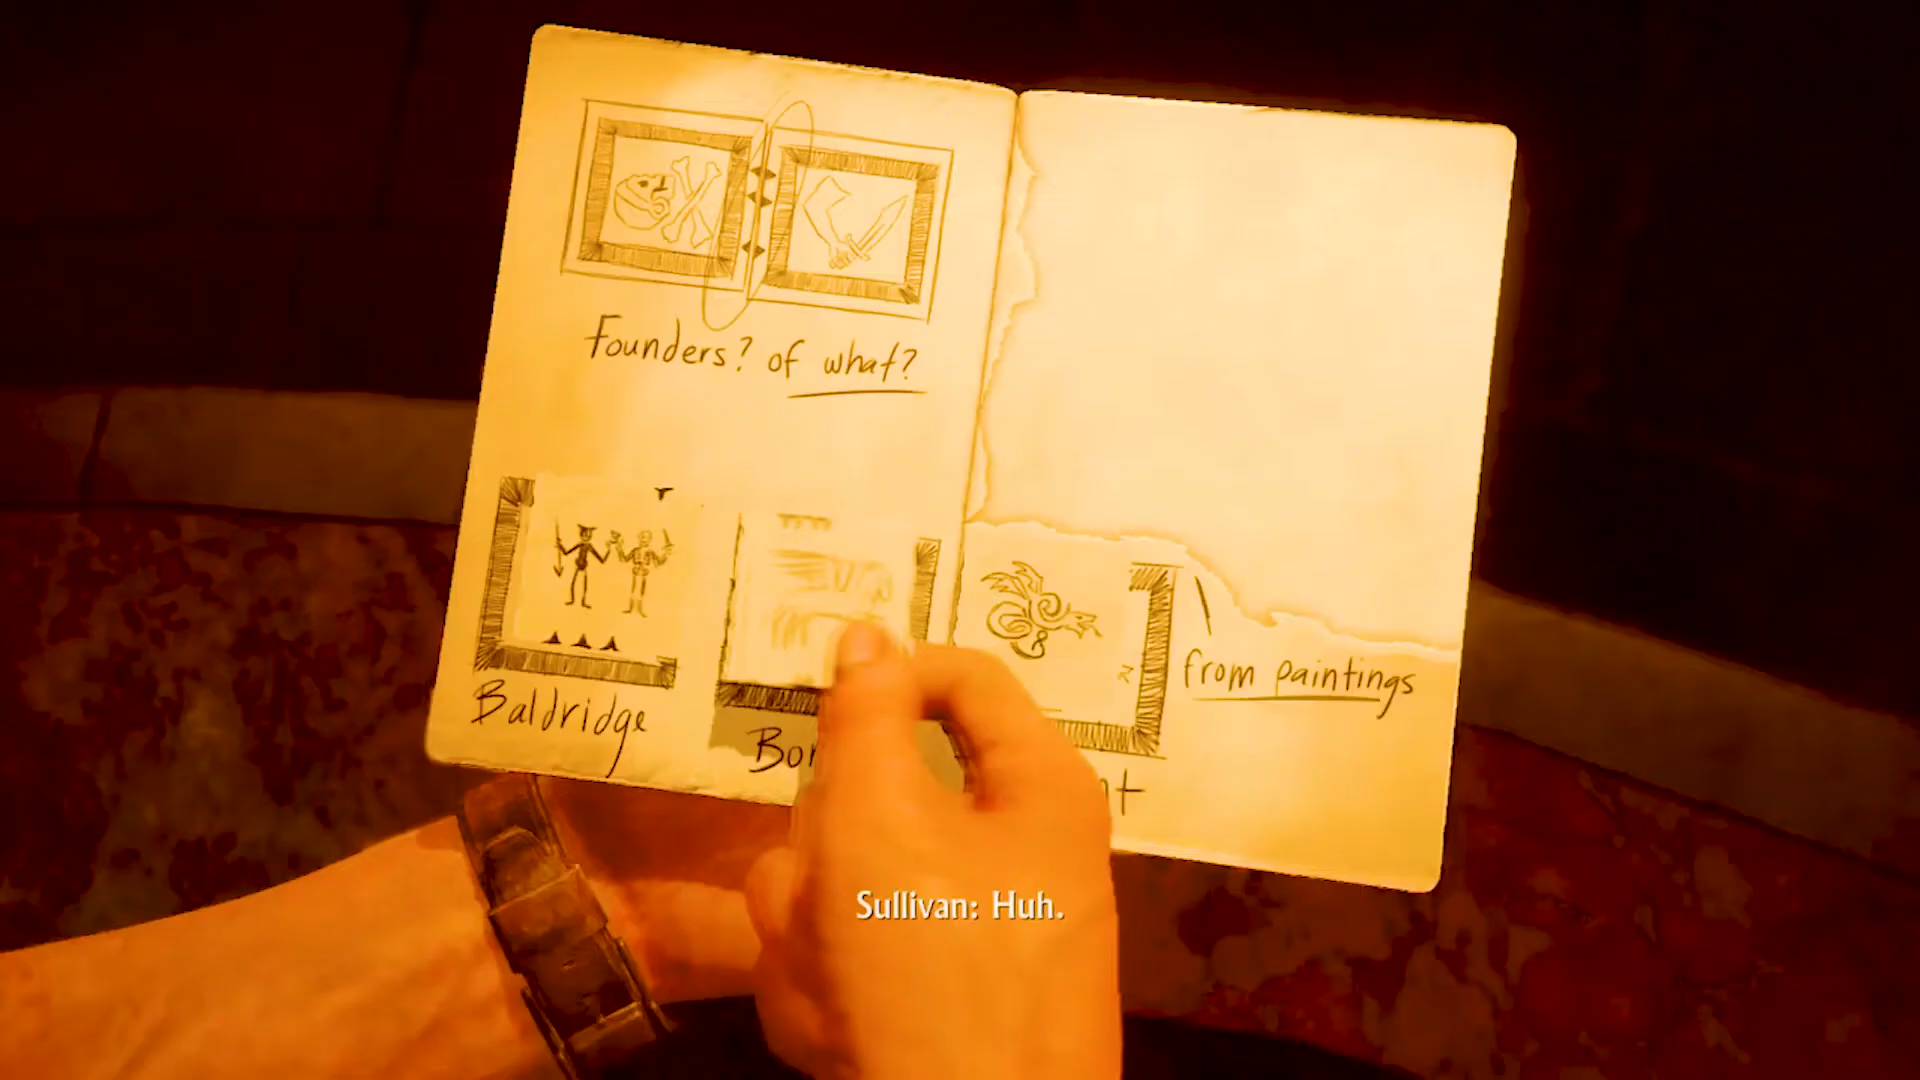 Founders? of what?
Baldridge
from paintings
Sullivan: Huh.